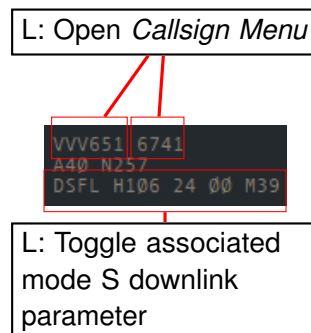 L: Open Callsign Menu
VVV651 6741
A40 N257
DSFL H106 24 00 M39
L: Toggle associated
mode S downlink
parameter